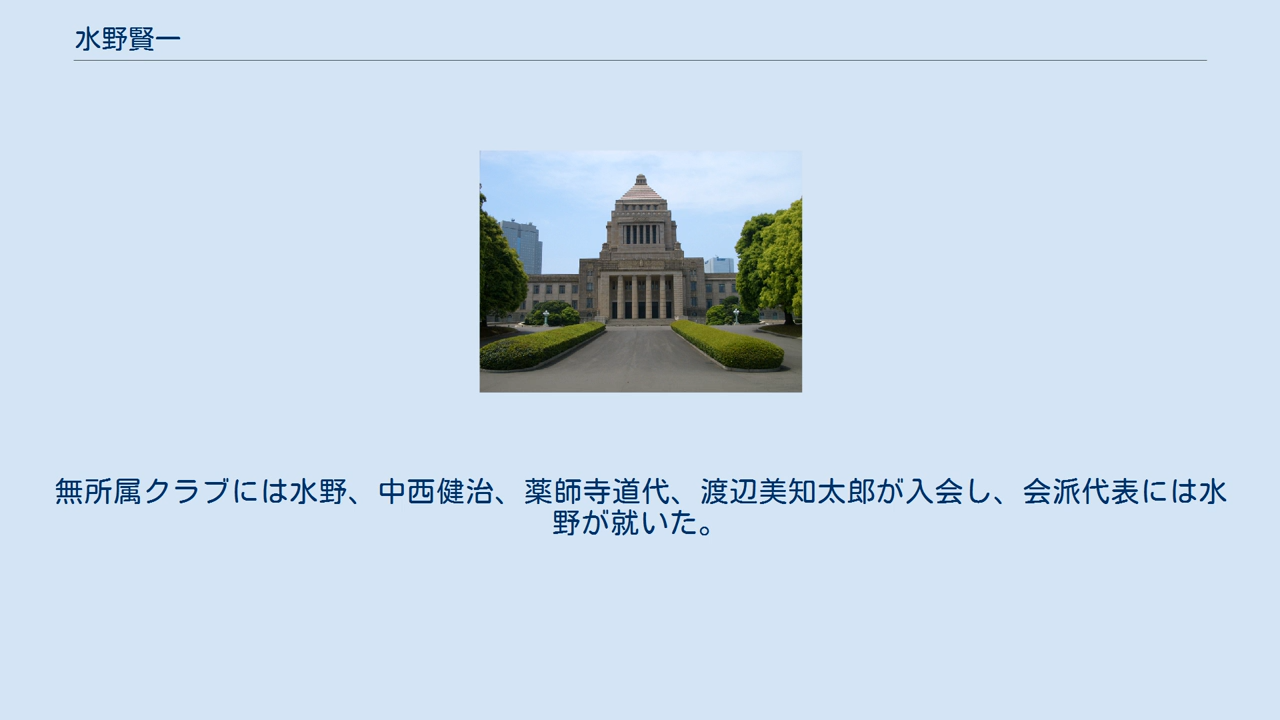 水野賢一
無所属クラブには水野、中西健治、薬師寺道代、渡辺美知太郎が入会し、会派代表には水
野が就いた。